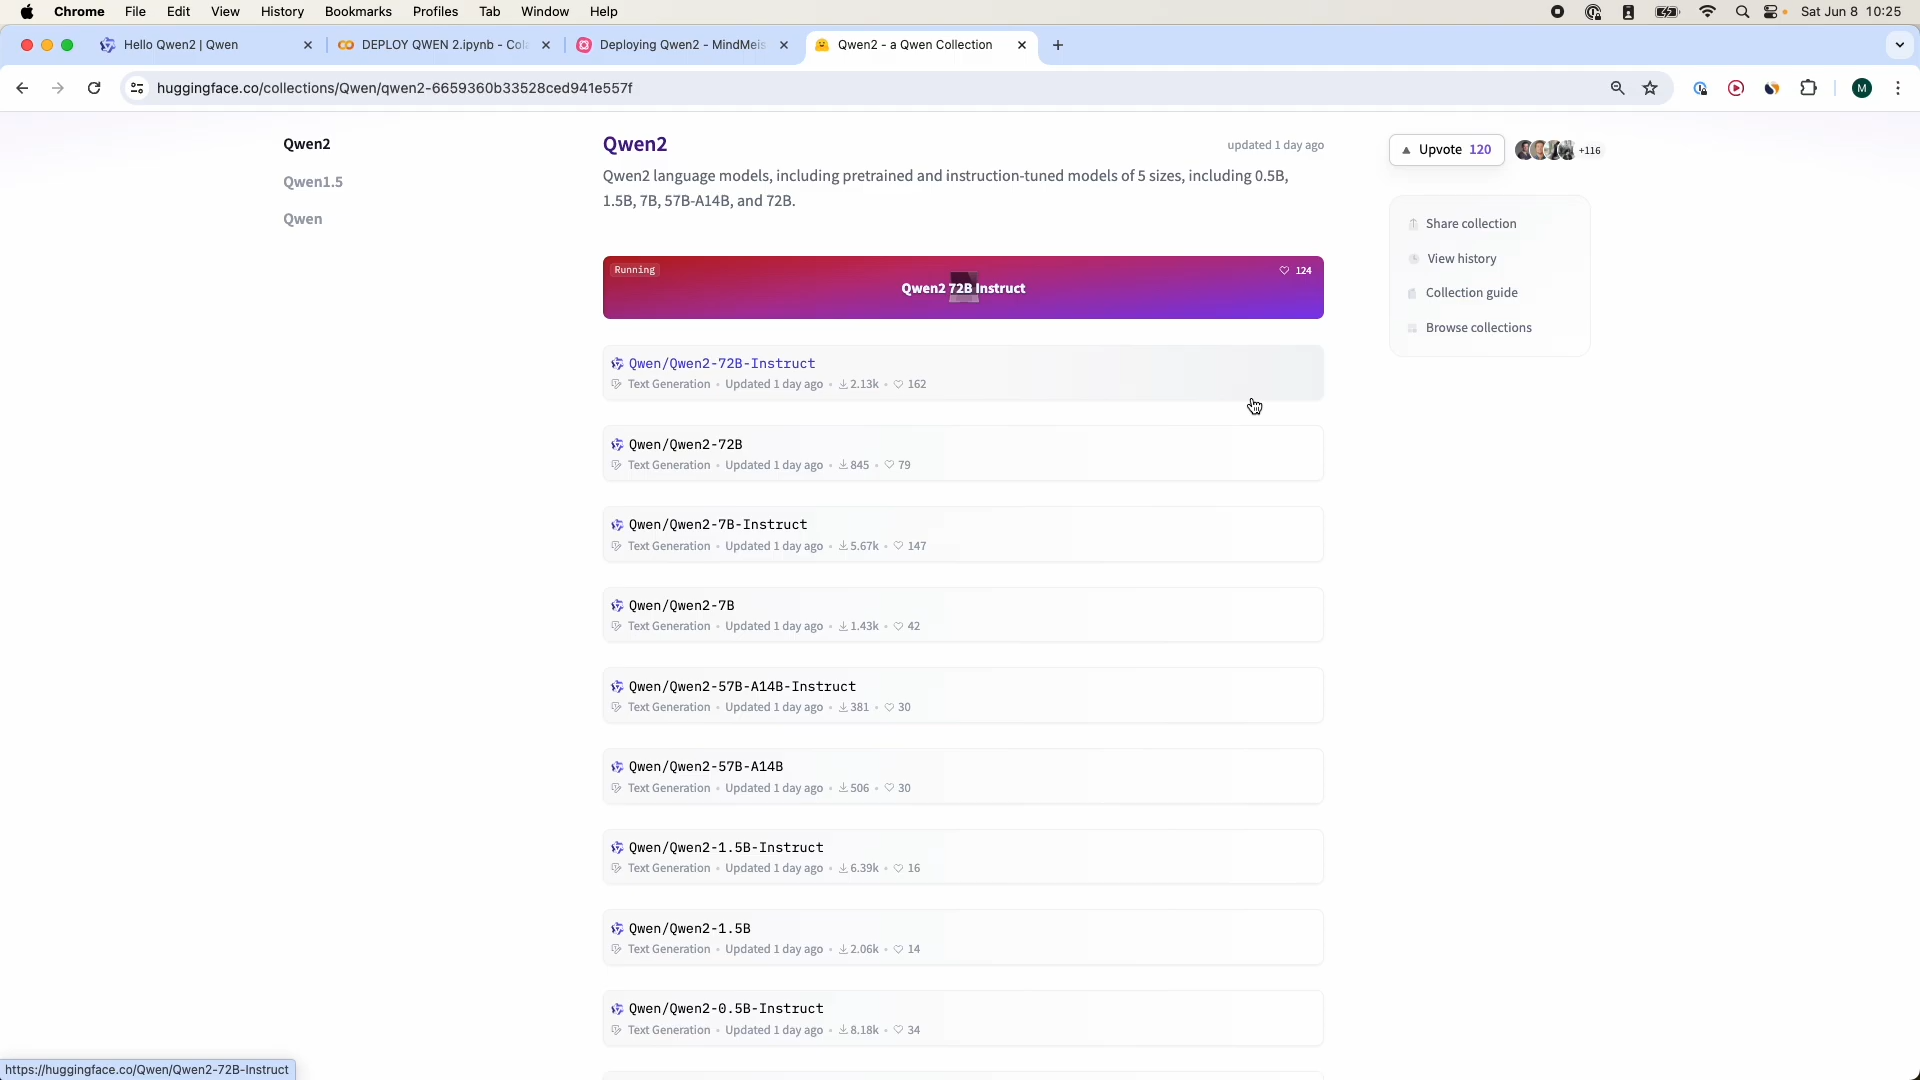 Chrome File Edit View History Bookmarks Profiles Tab Window Help Sat Jun 8 10:25
Hello Qwen2 | Qwen DEPLOY QWEN 2.ipynb - Cola Deploying Qwen2 - MindMeis Qwen2 - a Qwen Collection
huggingface.co/collections/Qwen/qwen2-6659360b33528ced941e557f M
Qwen2
Qwen1.5
Qwen
Qwen2 updated 1 day ago
Qwen2 language models, including pretrained and instruction-tuned models of 5 sizes, including 0.5B,
1.5B, 7B, 57B-A14B, and 72B.
Running 124
Qwen2 72B Instruct
Qwen/Qwen2-72B-Instruct
Text Generation • Updated 1 day ago • 2.13k • 162
Qwen/Qwen2-72B
Text Generation • Updated 1 day ago • 845 • 79
Qwen/Qwen2-7B-Instruct
Text Generation • Updated 1 day ago • 5.67k • 147
Qwen/Qwen2-7B
Text Generation • Updated 1 day ago • 1.43k • 42
Qwen/Qwen2-57B-A14B-Instruct
Text Generation • Updated 1 day ago • 381 • 30
Qwen/Qwen2-57B-A14B
Text Generation • Updated 1 day ago • 506 • 30
Qwen/Qwen2-1.5B-Instruct
Text Generation • Updated 1 day ago • 6.39k • 16
Qwen/Qwen2-1.5B
Text Generation • Updated 1 day ago • 2.06k • 14
Qwen/Qwen2-0.5B-Instruct
Text Generation • Updated 1 day ago • 8.18k • 34
Upvote 120 +116
Share collection
View history
Collection guide
Browse collections
https://huggingface.co/Qwen/Qwen2-72B-Instruct